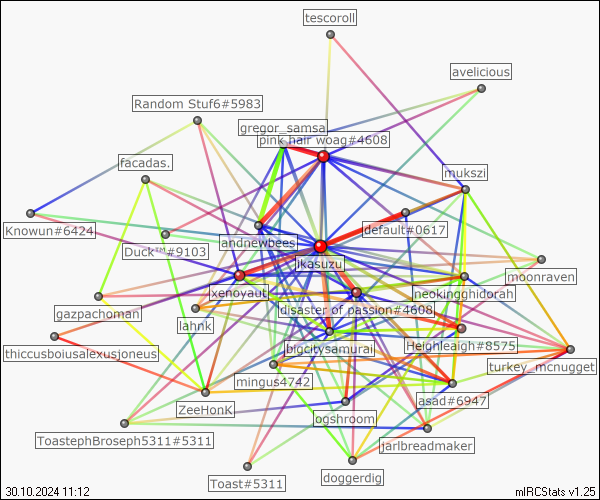 tescoroll
avelicious
Random Stuf6#5983
gregor_samsa
pink hair woag#4608
facadas.
mukszi
Knowun#6424
default#0617
andnewbees
Duck™#9103
jkasuzu
moonraven
xenoyaut
neokingghidorah
gazpachoman
disaster of passion#4608
lahnk
thiccusboiusalexusjoneus
bigcitysamurai
Heighleaigh#8575
turkey_mcnugget
mingus4742
asad#6947
ZeeHonK
ogshroom
ToastephBroseph5311#5311
jarlbreadmaker
doggerdig
Toast#5311
30.10.2024 11:12
mIRCStats v1.25